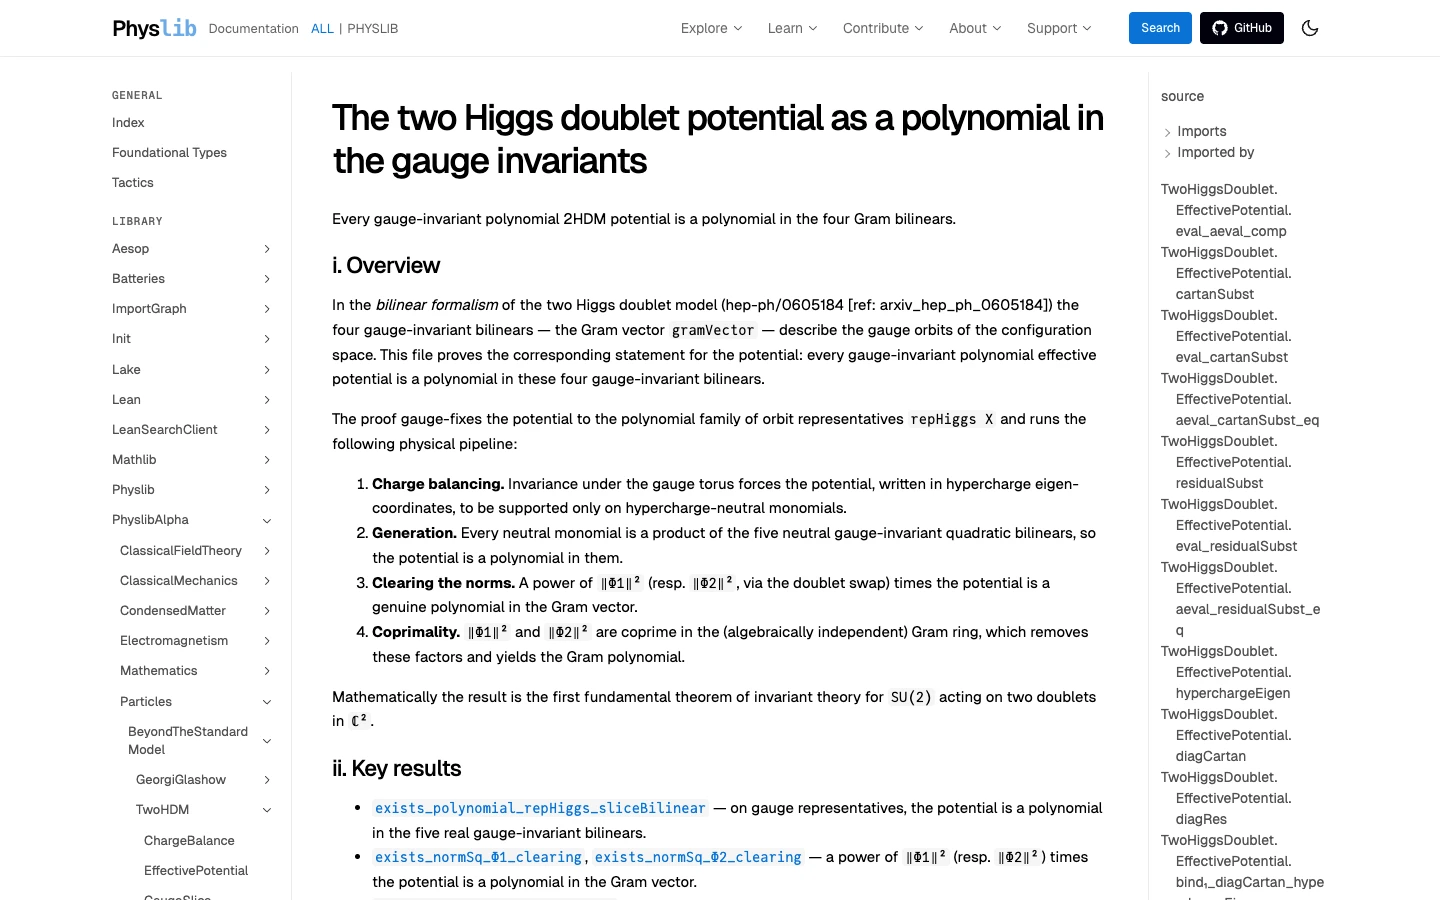 Physlib Documentation ALL | PHYSLIB Explore Learn Contribute About Support Search GitHub
GENERAL
Index
Foundational Types
Tactics
LIBRARY
Aesop
Batteries
ImportGraph
Init
Lake
Lean
LeanSearchClient
Mathlib
Physlib
PhyslibAlpha
ClassicalFieldTheory
ClassicalMechanics
CondensedMatter
Electromagnetism
Mathematics
Particles
BeyondTheStandard
Model
GeorgiGlashow
TwoHDM
ChargeBalance
EffectivePotential
The two Higgs doublet potential as a polynomial in
the gauge invariants
Every gauge-invariant polynomial 2HDM potential is a polynomial in the four Gram bilinears.
i. Overview
In the bilinear formalism of the two Higgs doublet model (hep-ph/0605184 [ref: arxiv_hep_ph_0605184]) the
four gauge-invariant bilinears — the Gram vector gramVector — describe the gauge orbits of the configuration
space. This file proves the corresponding statement for the potential: every gauge-invariant polynomial effective
potential is a polynomial in these four gauge-invariant bilinears.
The proof gauge-fixes the potential to the polynomial family of orbit representatives repHiggs X and runs the
following physical pipeline:
1. Charge balancing. Invariance under the gauge torus forces the potential, written in hypercharge eigen-
coordinates, to be supported only on hypercharge-neutral monomials.
2. Generation. Every neutral monomial is a product of the five neutral gauge-invariant quadratic bilinears, so
the potential is a polynomial in them.
3. Clearing the norms. A power of ‖Φ1‖² (resp. ‖Φ2‖², via the doublet swap) times the potential is a
genuine polynomial in the Gram vector.
4. Coprimality. ‖Φ1‖² and ‖Φ2‖² are coprime in the (algebraically independent) Gram ring, which removes
these factors and yields the Gram polynomial.
Mathematically the result is the first fundamental theorem of invariant theory for SU(2) acting on two doublets
in ℂ².
ii. Key results
• exists_polynomial_repHiggs_sliceBilinear — on gauge representatives, the potential is a polynomial
in the five real gauge-invariant bilinears.
• exists_normSq_Φ1_clearing, exists_normSq_Φ2_clearing — a power of ‖Φ1‖² (resp. ‖Φ2‖²) times
the potential is a polynomial in the Gram vector.
source
Imports
Imported by
TwoHiggsDoublet.
EffectivePotential.
eval_aeval_comp
TwoHiggsDoublet.
EffectivePotential.
cartanSubst
TwoHiggsDoublet.
EffectivePotential.
eval_cartanSubst
TwoHiggsDoublet.
EffectivePotential.
aeval_cartanSubst_eq
TwoHiggsDoublet.
EffectivePotential.
residualSubst
TwoHiggsDoublet.
EffectivePotential.
eval_residualSubst
TwoHiggsDoublet.
EffectivePotential.
aeval_residualSubst_e
q
TwoHiggsDoublet.
EffectivePotential.
hyperchargeEigen
TwoHiggsDoublet.
EffectivePotential.
diagCartan
TwoHiggsDoublet.
EffectivePotential.
diagRes
TwoHiggsDoublet.
EffectivePotential.
bind₁_diagCartan_hype